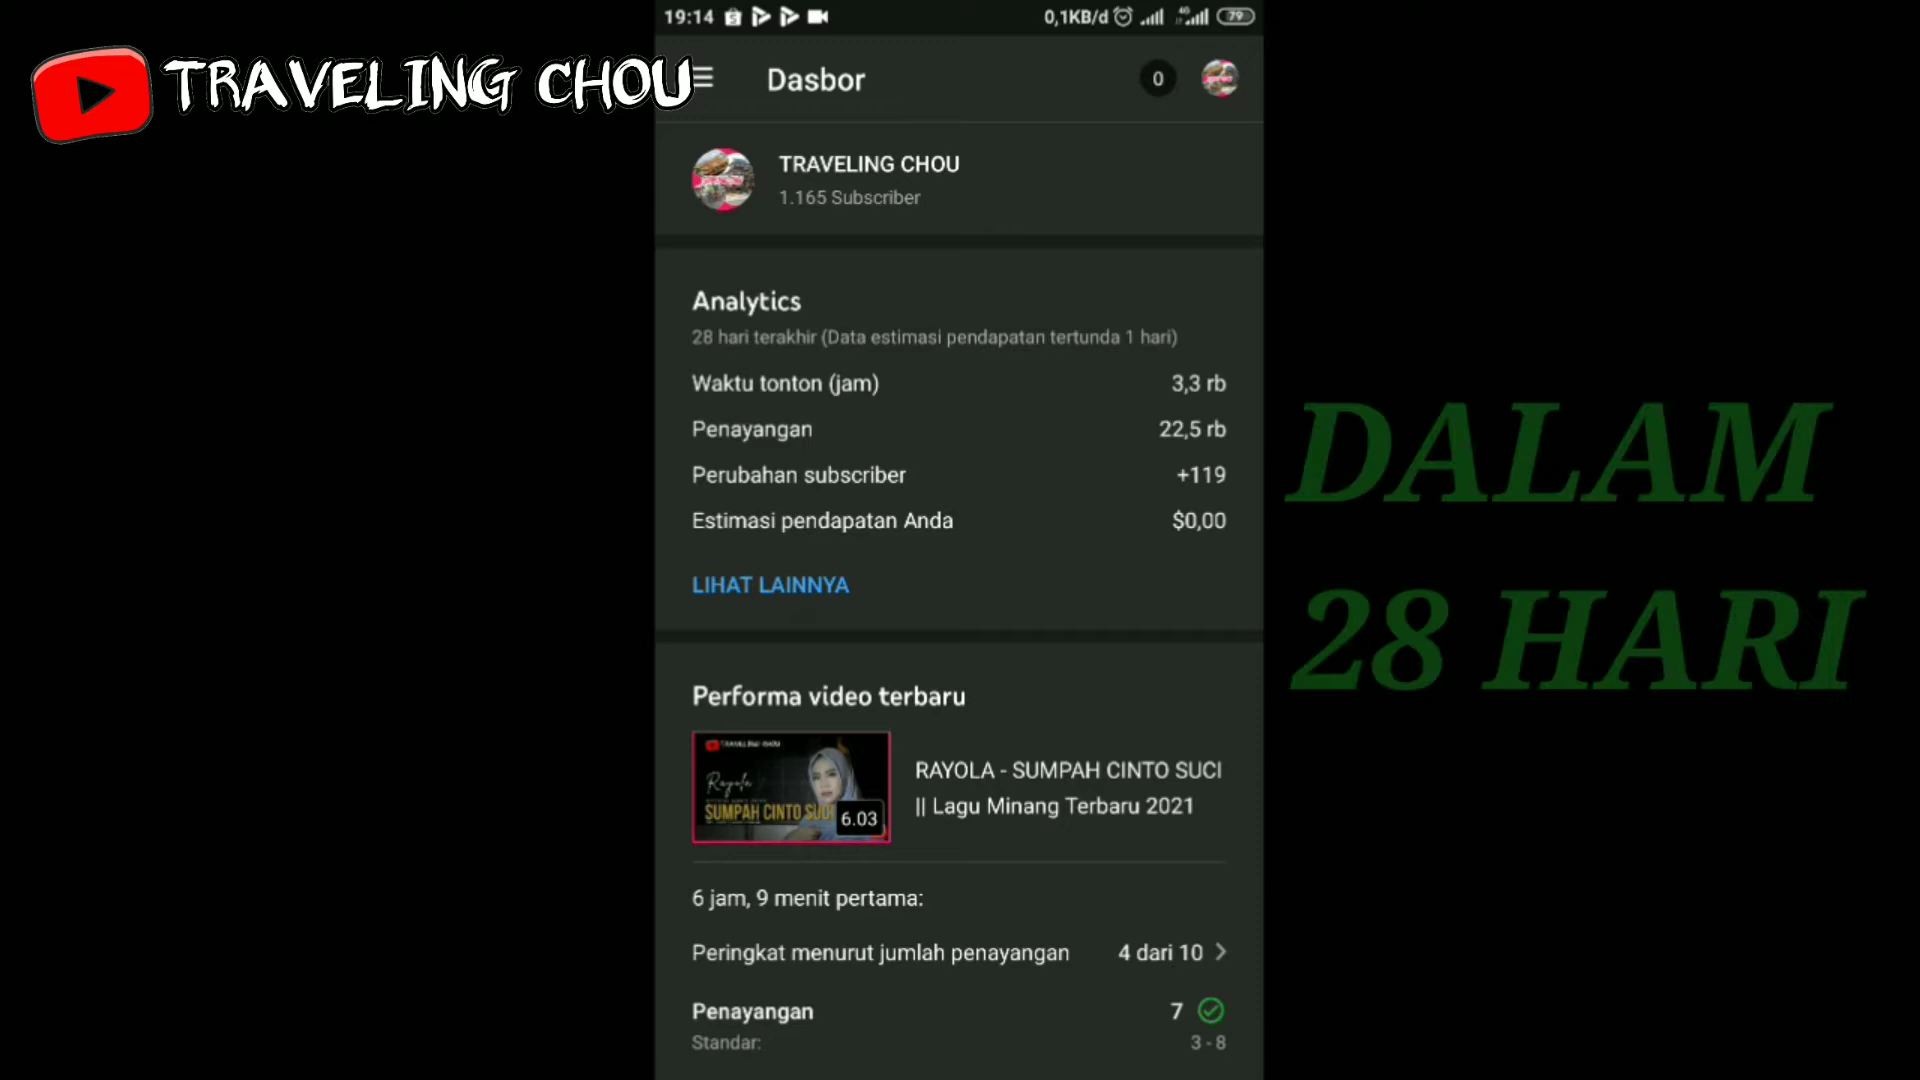 19:14
0,1KB/d
4G
79
TRAVELING CHOU
Dasbor
0
TRAVELING CHOU
1.165 Subscriber
Analytics
28 hari terakhir (Data estimasi pendapatan tertunda 1 hari)
Waktu tonton (jam) 3,3 rb
Penayangan 22,5 rb
Perubahan subscriber +119
Estimasi pendapatan Anda $0,00
LIHAT LAINNYA
DALAM
28 HARI
Performa video terbaru
TRAVELING CHOU
Rayola
SUMPAH CINTO SUCI
6.03
RAYOLA - SUMPAH CINTO SUCI
|| Lagu Minang Terbaru 2021
6 jam, 9 menit pertama:
Peringkat menurut jumlah penayangan 4 dari 10
Penayangan 7
Standar: 3 - 8